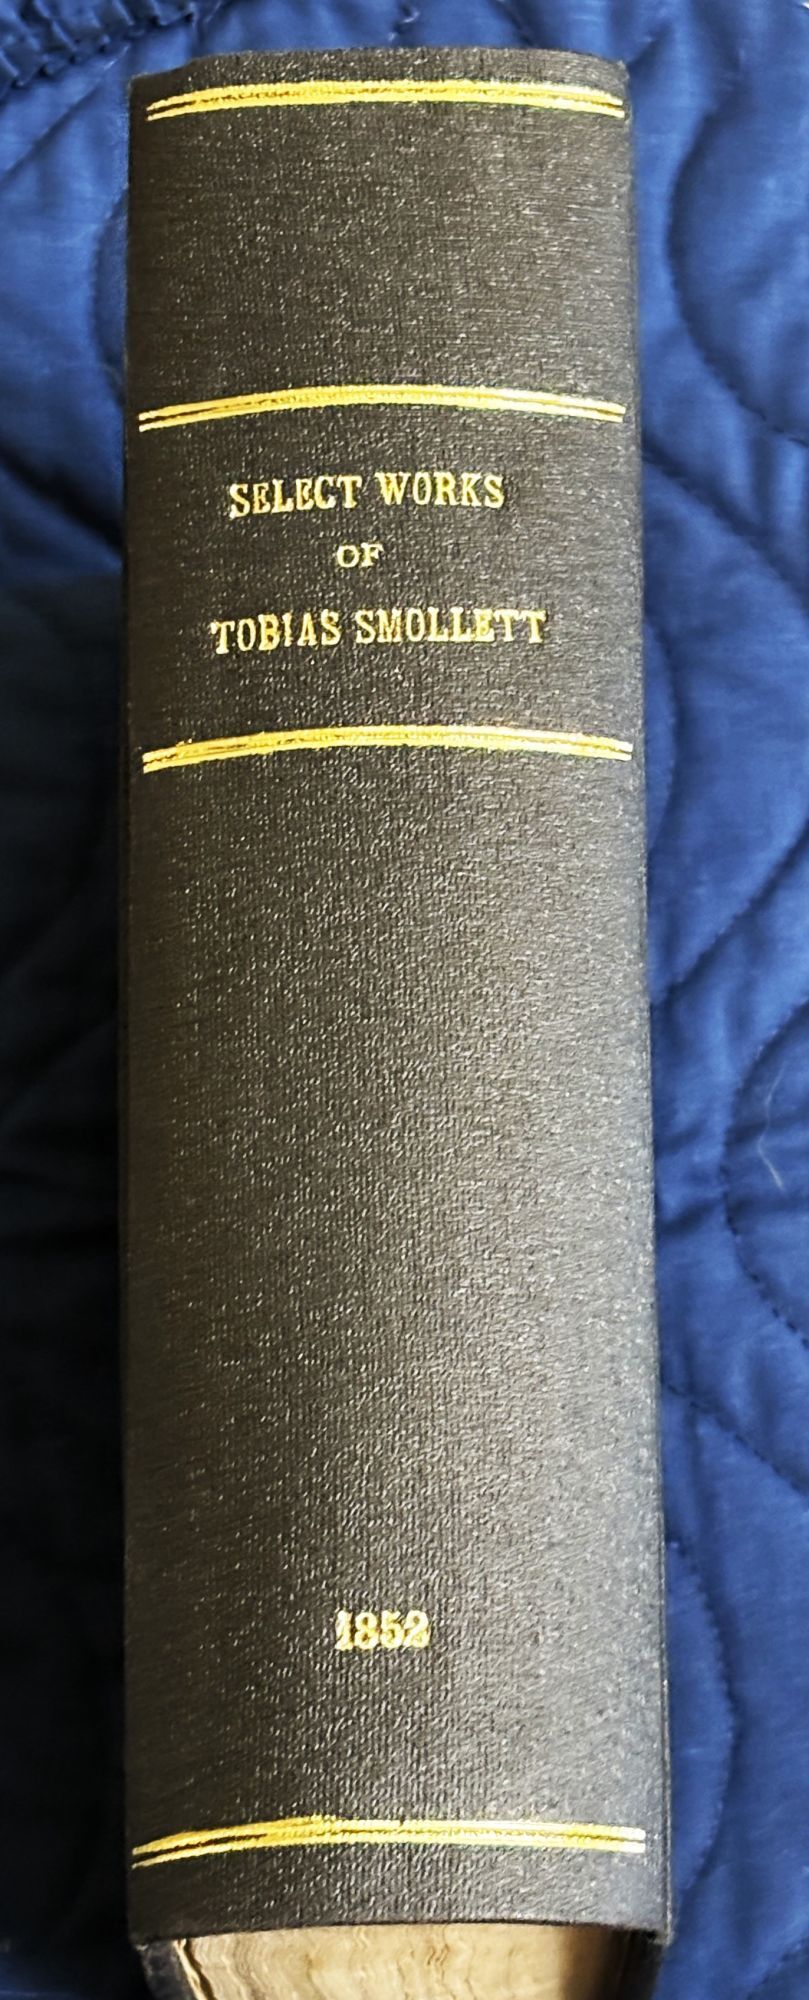 SELECT WORKS
OF
TOBIAS SMOLLETT
1852